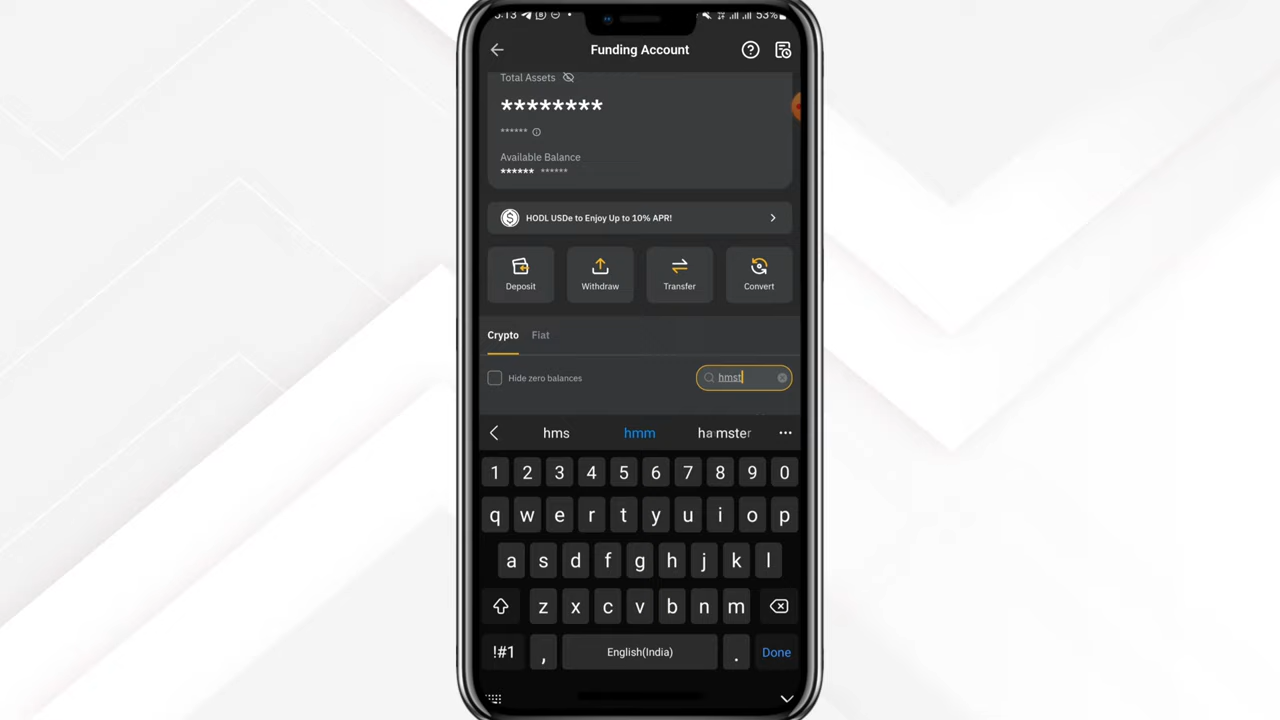 5:13 53%
Funding Account
Total Assets
********
******
Available Balance
****** ******
HODL USDe to Enjoy Up to 10% APR!
Deposit Withdraw Transfer Convert
Crypto Fiat
Hide zero balances hmst
hms hmm hamster ...
1 2 3 4 5 6 7 8 9 0
q w e r t y u i o p
a s d f g h j k l
z x c v b n m
!#1 , English(India) . Done